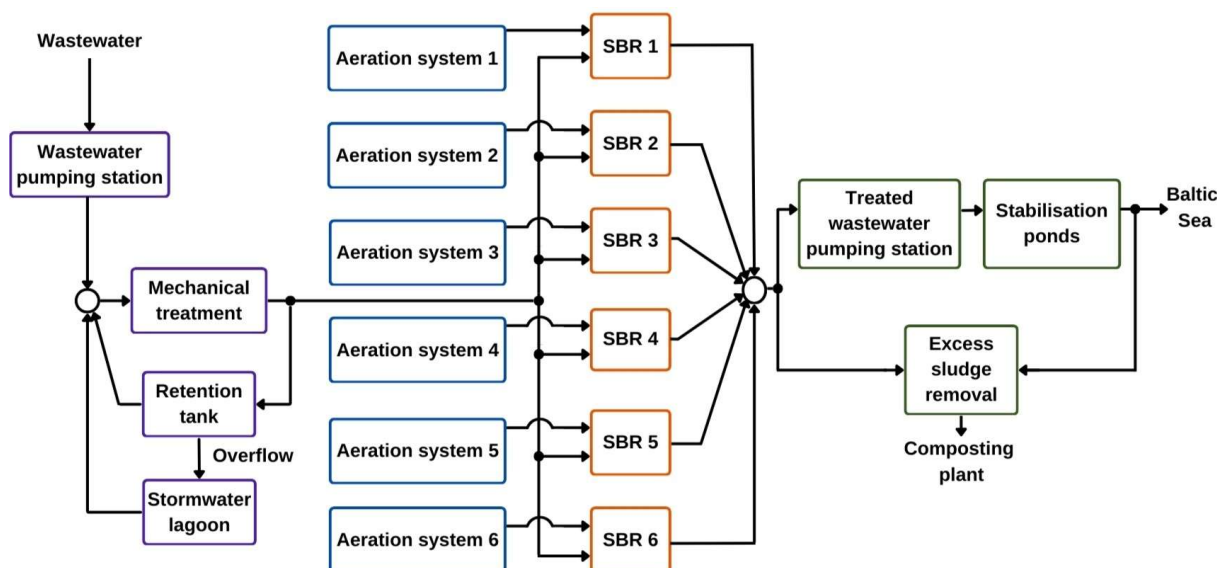 Wastewater
Wastewater
pumping station
Mechanical
treatment
Retention
tank
Overflow
Stormwater
lagoon
Aeration system 1
SBR 1
Aeration system 2
SBR 2
Aeration system 3
SBR 3
Aeration system 4
SBR 4
Aeration system 5
SBR 5
Aeration system 6
SBR 6
Treated
wastewater
pumping station
Stabilisation
ponds
Baltic
Sea
Excess
sludge
removal
Composting
plant